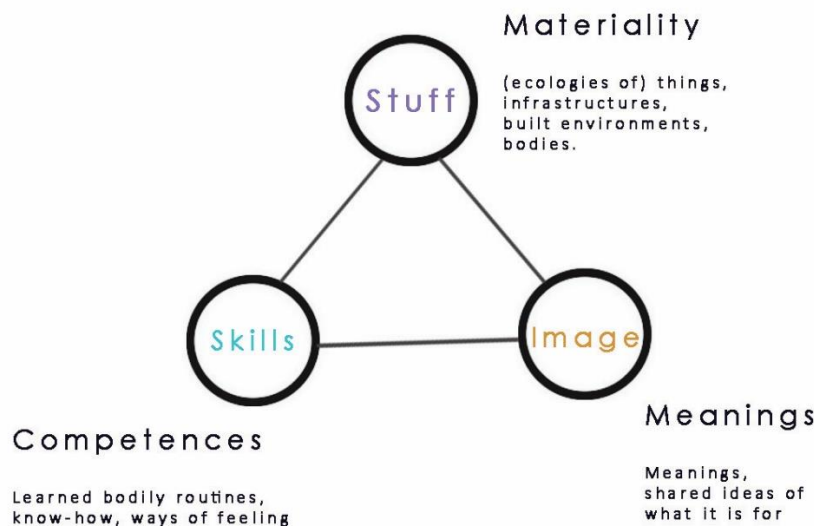 Materiality
(ecologies of) things,
infrastructures,
built environments,
bodies.
Stuff
Skills
Image
Competences
Learned bodily routines,
know-how, ways of feeling
Meanings
Meanings,
shared ideas of
what it is for